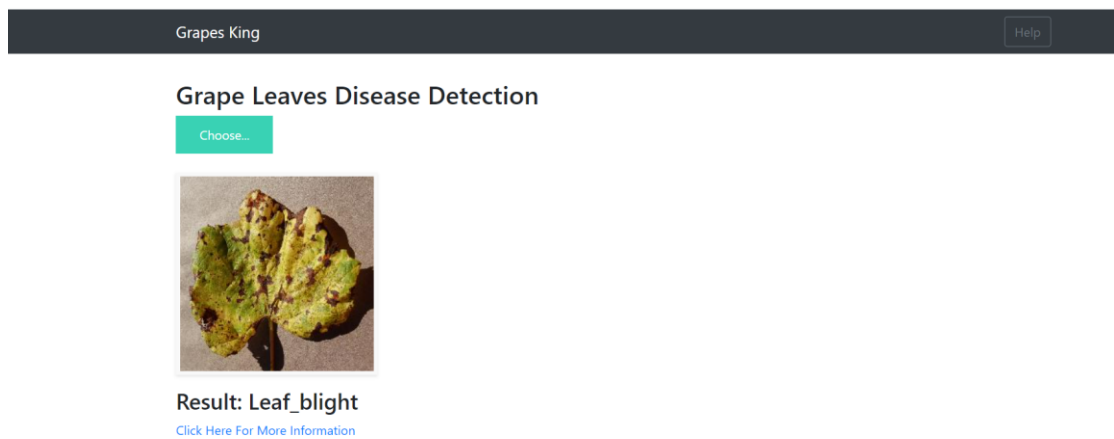 Grapes King
Help
Grape Leaves Disease Detection
Choose...
Result: Leaf_blight
Click Here For More Information